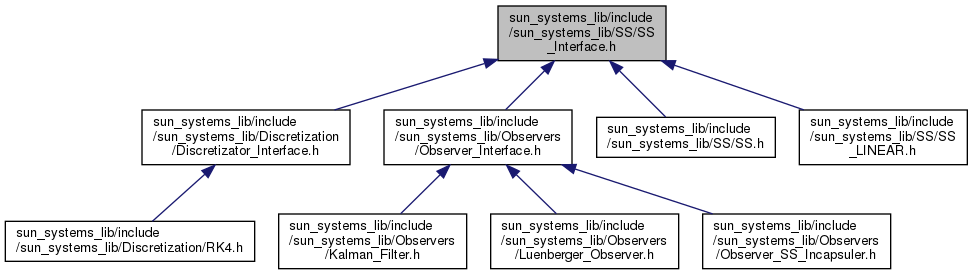 sun_systems_lib/include
/sun_systems_lib/SS/SS
_Interface.h
sun_systems_lib/include
/sun_systems_lib/Discretization
/Discretizator_Interface.h
sun_systems_lib/include
/sun_systems_lib/Observers
/Observer_Interface.h
sun_systems_lib/include
/sun_systems_lib/SS/SS.h
sun_systems_lib/include
/sun_systems_lib/SS/SS
_LINEAR.h
sun_systems_lib/include
/sun_systems_lib/Discretization/RK4.h
sun_systems_lib/include
/sun_systems_lib/Observers
/Kalman_Filter.h
sun_systems_lib/include
/sun_systems_lib/Observers
/Luenberger_Observer.h
sun_systems_lib/include
/sun_systems_lib/Observers
/Observer_SS_Incapsuler.h